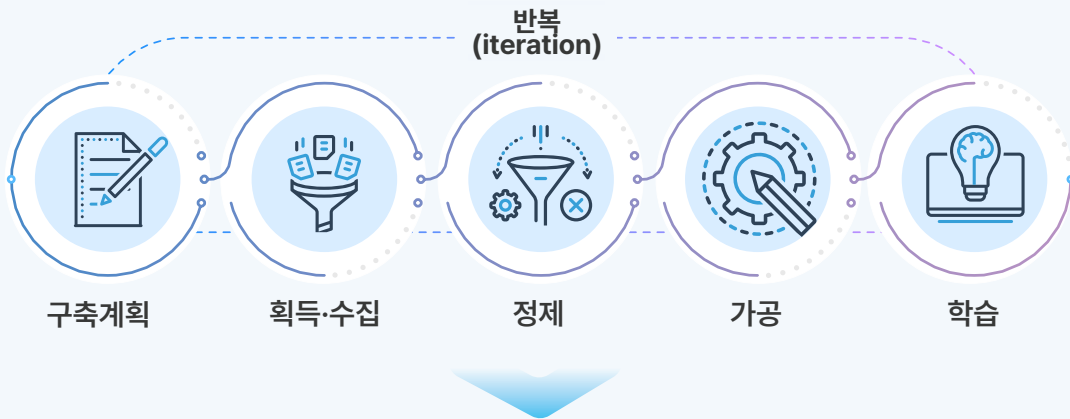 반복
(iteration)
구축계획
획득·수집
정제
가공
학습